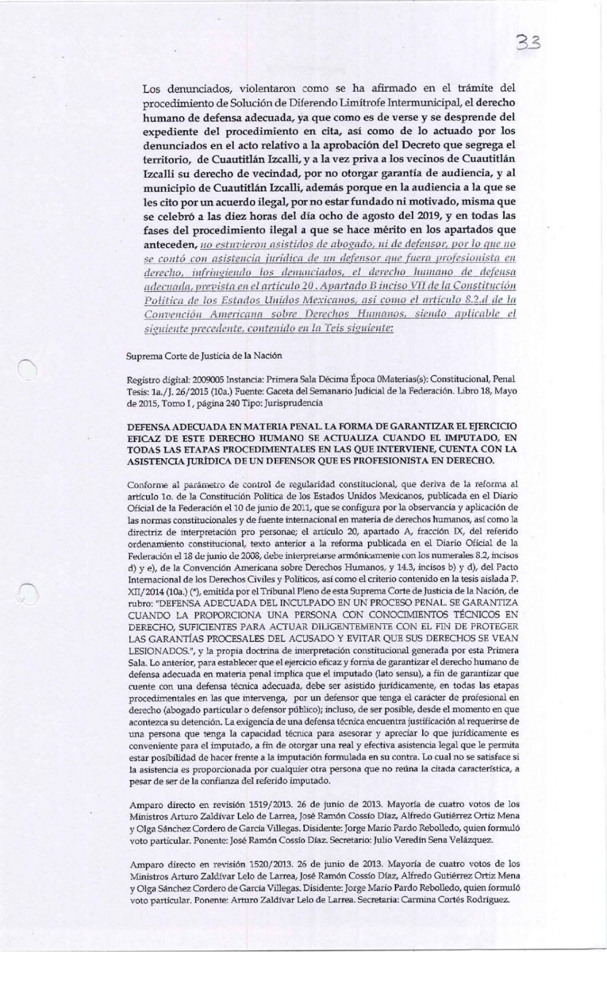 33
Los denunciados, violentaron como se ha afirmado en el trámite del
procedimiento de Solución de Diferendo Limítrofe Intermunicipal, el derecho
humano de defensa adecuada, ya que como es de verse y se desprende del
expediente del procedimiento en cita, así como de lo actuado por los
denunciados en el acto relativo a la aprobación del Decreto que segrega el
territorio, de Cuautitlán Izcalli, y a la vez priva a los vecinos de Cuautitlán
Izcalli su derecho de vecindad, por no otorgar garantía de audiencia, y al
municipio de Cuautitlán Izcalli, además porque en la audiencia a la que se
les cito por un acuerdo ilegal, por no estar fundado ni motivado, misma que
se celebró a las diez horas del día ocho de agosto del 2019, y en todas las
fases del procedimiento ilegal a que se hace mérito en los apartados que
anteceden, no estuvieron asistidos de abogado, ni de defensor, por lo que no
se contó con asistencia jurídica de un defensor que fuera profesionista en
derecho, infringiendo los denunciados, el derecho humano de defensa
adecuada, prevista en el artículo 20 . Apartado B inciso VII de la Constitución
Política de los Estados Unidos Mexicanos, así como el artículo 8.2.d de la
Convención Americana sobre Derechos Humanos, siendo aplicable el
siguiente precedente, contenido en la Teis siguiente:
Suprema Corte de Justicia de la Nación
Registro digital: 2009005 Instancia: Primera Sala Décima Época 0Materias(s): Constitucional, Penal
Tesis: 1a./J. 26/2015 (10a.) Fuente: Gaceta del Semanario Judicial de la Federación. Libro 18, Mayo
de 2015, Tomo I , página 240 Tipo: Jurisprudencia
DEFENSA ADECUADA EN MATERIA PENAL. LA FORMA DE GARANTIZAR EL EJERCICIO
EFICAZ DE ESTE DERECHO HUMANO SE ACTUALIZA CUANDO EL IMPUTADO, EN
TODAS LAS ETAPAS PROCEDIMENTALES EN LAS QUE INTERVIENE, CUENTA CON LA
ASISTENCIA JURÍDICA DE UN DEFENSOR QUE ES PROFESIONISTA EN DERECHO.
Conforme al parámetro de control de regularidad constitucional, que deriva de la reforma al
artículo 1o. de la Constitución Política de los Estados Unidos Mexicanos, publicada en el Diario
Oficial de la Federación el 10 de junio de 2011, que se configura por la observancia y aplicación de
las normas constitucionales y de fuente internacional en materia de derechos humanos, así como la
directriz de interpretación pro personae; el artículo 20, apartado A, fracción IX, del referido
ordenamiento constitucional, texto anterior a la reforma publicada en el Diario Oficial de la
Federación el 18 de junio de 2008, debe interpretarse armónicamente con los numerales 8.2, incisos
d) y e), de la Convención Americana sobre Derechos Humanos, y 14.3, incisos b) y d), del Pacto
Internacional de los Derechos Civiles y Políticos, así como el criterio contenido en la tesis aislada P.
XII/2014 (10a.) (*), emitida por el Tribunal Pleno de esta Suprema Corte de Justicia de la Nación, de
rubro: "DEFENSA ADECUADA DEL INCULPADO EN UN PROCESO PENAL. SE GARANTIZA
CUANDO LA PROPORCIONA UNA PERSONA CON CONOCIMIENTOS TÉCNICOS EN
DERECHO, SUFICIENTES PARA ACTUAR DILIGENTEMENTE CON EL FIN DE PROTEGER
LAS GARANTÍAS PROCESALES DEL ACUSADO Y EVITAR QUE SUS DERECHOS SE VEAN
LESIONADOS.", y la propia doctrina de interpretación constitucional generada por esta Primera
Sala. Lo anterior, para establecer que el ejercicio eficaz y forma de garantizar el derecho humano de
defensa adecuada en materia penal implica que el imputado (lato sensu), a fin de garantizar que
cuente con una defensa técnica adecuada, debe ser asistido jurídicamente, en todas las etapas
procedimentales en las que intervenga, por un defensor que tenga el carácter de profesional en
derecho (abogado particular o defensor público); incluso, de ser posible, desde el momento en que
acontezca su detención. La exigencia de una defensa técnica encuentra justificación al requerirse de
una persona que tenga la capacidad técnica para asesorar y apreciar lo que jurídicamente es
conveniente para el imputado, a fin de otorgar una real y efectiva asistencia legal que le permita
estar posibilidad de hacer frente a la imputación formulada en su contra. Lo cual no se satisface si
la asistencia es proporcionada por cualquier otra persona que no reúna la citada característica, a
pesar de ser de la confianza del referido imputado.
Amparo directo en revisión 1519/2013. 26 de junio de 2013. Mayoría de cuatro votos de los
Ministros Arturo Zaldívar Lelo de Larrea, José Ramón Cossío Díaz, Alfredo Gutiérrez Ortiz Mena
y Olga Sánchez Cordero de García Villegas. Disidente: Jorge Mario Pardo Rebolledo, quien formuló
voto particular. Ponente: José Ramón Cossío Díaz. Secretario: Julio Veredín Sena Velázquez.
Amparo directo en revisión 1520/2013. 26 de junio de 2013. Mayoría de cuatro votos de los
Ministros Arturo Zaldívar Lelo de Larrea, José Ramón Cossío Díaz, Alfredo Gutiérrez Ortiz Mena
y Olga Sánchez Cordero de García Villegas. Disidente: Jorge Mario Pardo Rebolledo, quien formuló
voto particular. Ponente: Arturo Zaldívar Lelo de Larrea. Secretaria: Carmina Cortés Rodríguez.